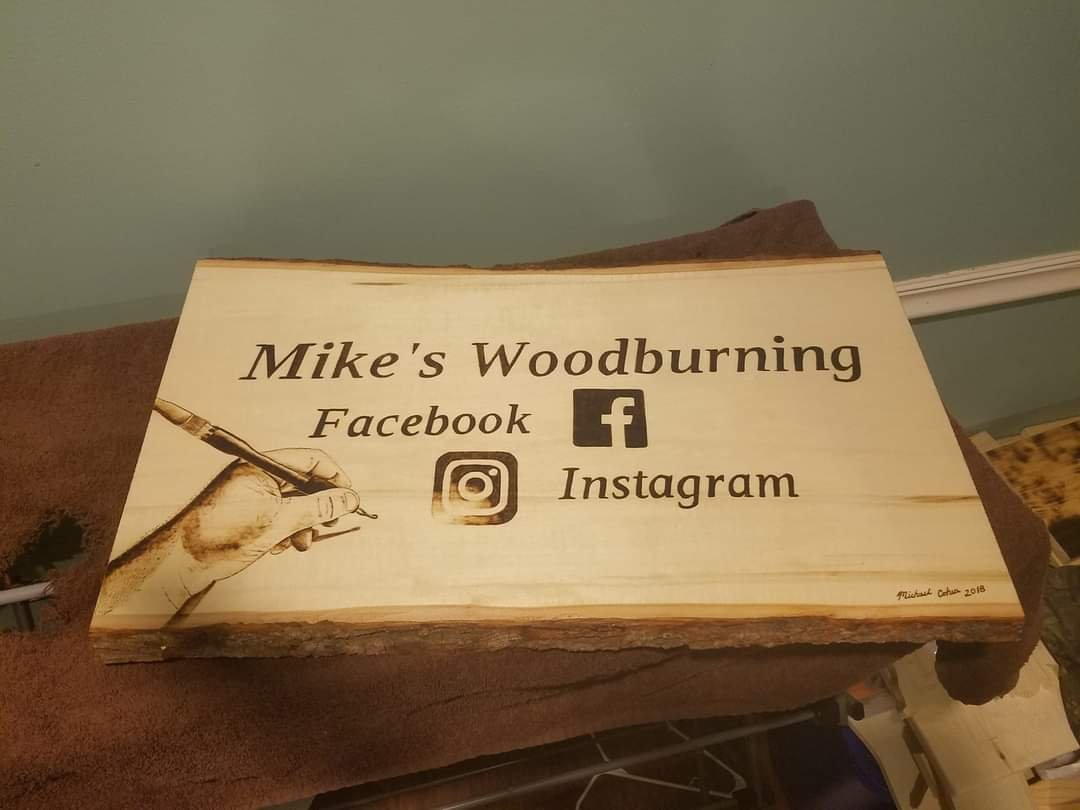 Mike's Woodburning
Facebook f
Instagram
Michael 2018